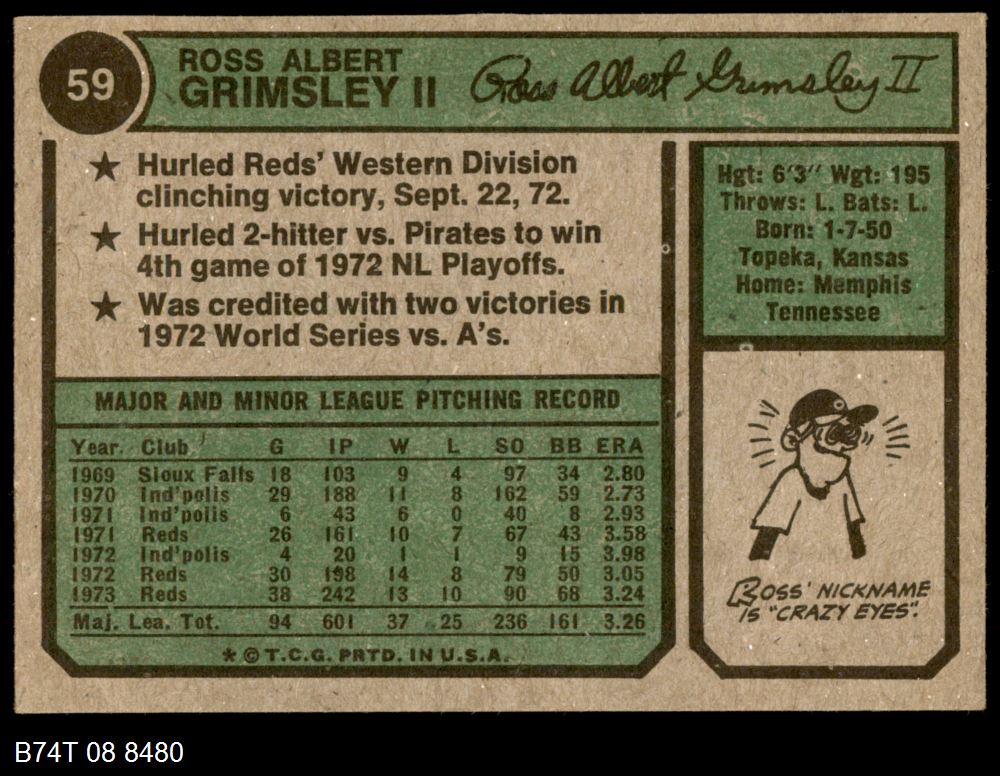 59
ROSS ALBERT
GRIMSLEY II
Ross Albert Grimsley II
★ Hurled Reds' Western Division
clinching victory, Sept. 22, 72.
★ Hurled 2-hitter vs. Pirates to win
4th game of 1972 NL Playoffs.
★ Was credited with two victories in
1972 World Series vs. A's.
Hgt: 6'3" Wgt: 195
Throws: L. Bats: L.
Born: 1-7-50
Topeka, Kansas
Home: Memphis
Tennessee
MAJOR AND MINOR LEAGUE PITCHING RECORD
Year Club G IP W L SO BB ERA
1969 Sioux Falls 18 103 9 4 97 34 2.80
1970 Ind'polis 29 188 11 8 162 59 2.73
1971 Ind'polis 6 43 6 0 40 8 2.93
1971 Reds 26 161 10 7 67 43 3.58
1972 Ind'polis 4 20 1 1 9 15 3.98
1972 Reds 30 198 14 8 79 50 3.05
1973 Reds 38 242 13 10 90 68 3.24
Maj. Lea. Tot. 94 601 37 25 236 161 3.26
* © T.C.G. PRTD. IN U.S.A.
ROSS' NICKNAME
IS "CRAZY EYES".
B74T 08 8480